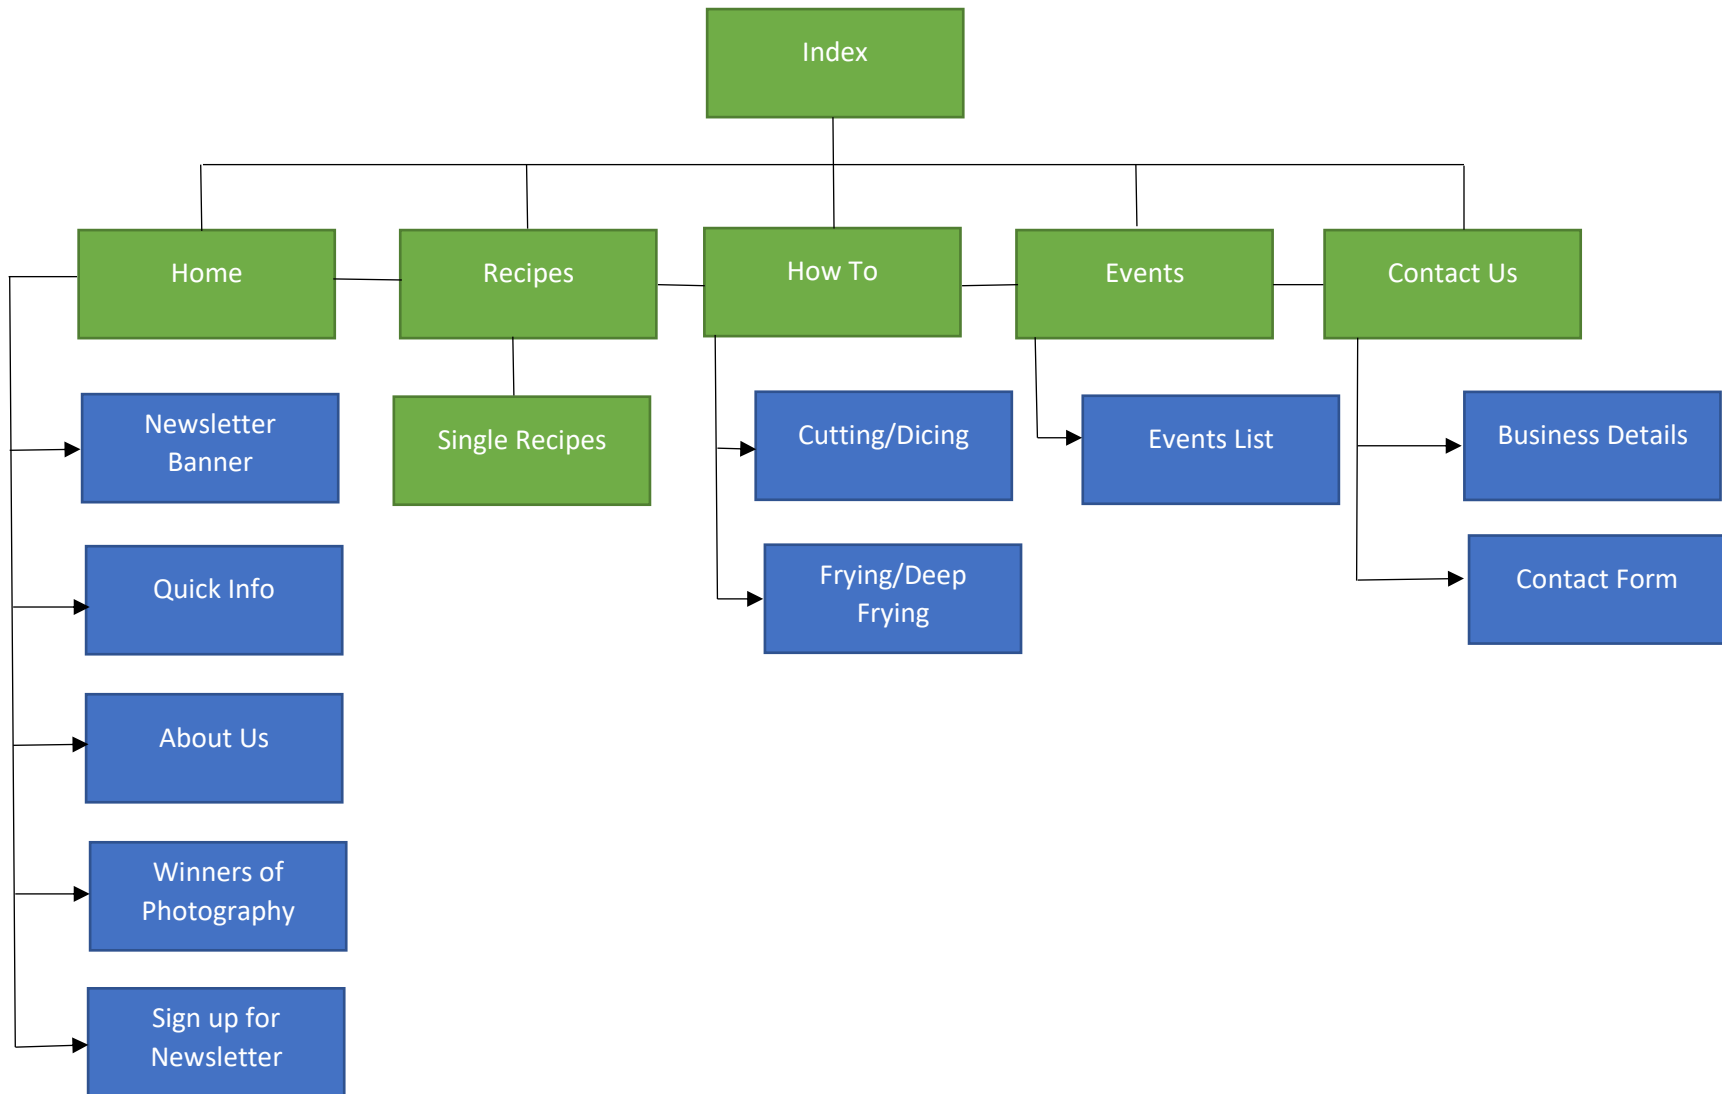 Index
Home
Recipes
How To
Events
Contact Us
Newsletter
Banner
Single Recipes
Cutting/Dicing
Events List
Business Details
Quick Info
Frying/Deep
Frying
Contact Form
About Us
Winners of
Photography
Sign up for
Newsletter